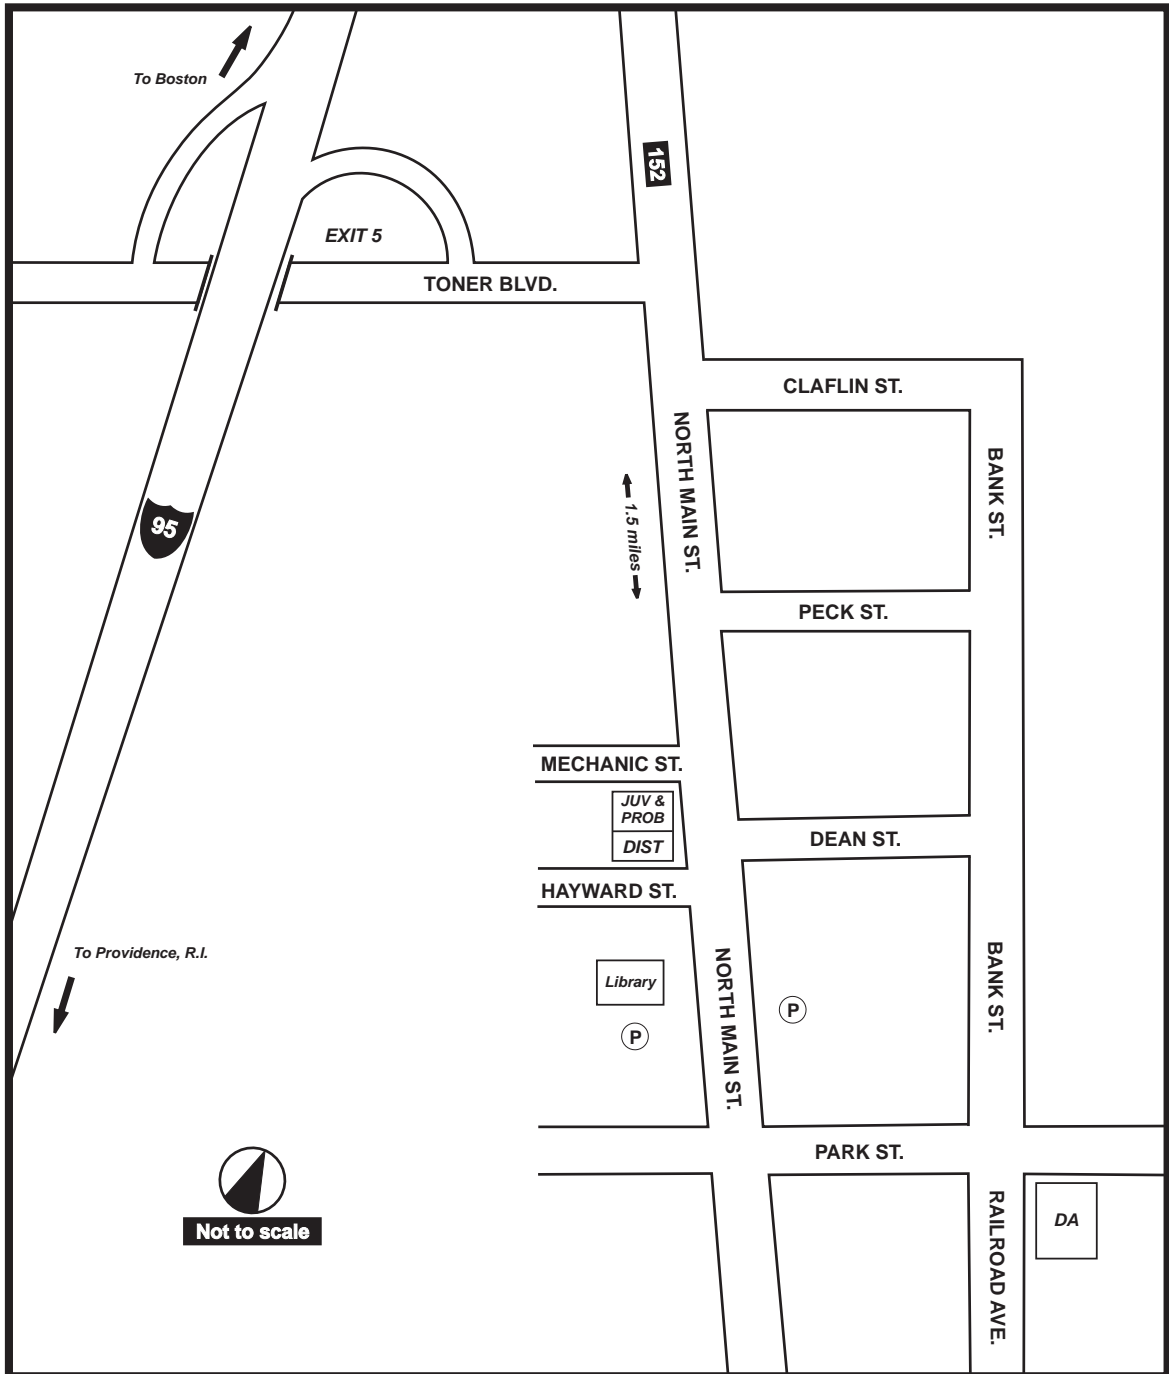 To Boston
152
EXIT 5
TONER BLVD.
CLAFLIN ST.
NORTH MAIN ST.
BANK ST.
1.5 miles
95
PECK ST.
MECHANIC ST.
JUV &
PROB
DIST
DEAN ST.
HAYWARD ST.
To Providence, R.I.
Library
NORTH MAIN ST.
BANK ST.
P
P
PARK ST.
Not to scale
RAILROAD AVE.
DA